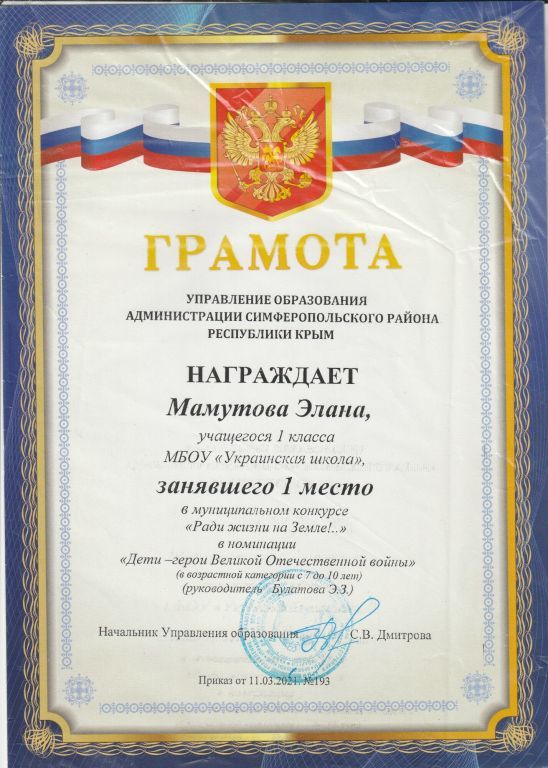 ГРАМОТА
УПРАВЛЕНИЕ ОБРАЗОВАНИЯ
АДМИНИСТРАЦИИ СИМФЕРОПОЛЬСКОГО РАЙОНА
РЕСПУБЛИКИ КРЫМ
НАГРАЖДАЕТ
Мамутова Элана,
учащегося 1 класса
МБОУ «Украинская школа»,
занявшего 1 место
в муниципальном конкурсе
«Ради жизни на Земле!..»
в номинации
«Дети –герои Великой Отечественной войны»
(в возрастной категории с 7 до 10 лет)
(руководитель Булатова Э.З.)
Начальник Управления образования С.В. Дмитрова
Приказ от 11.03.2021. №193